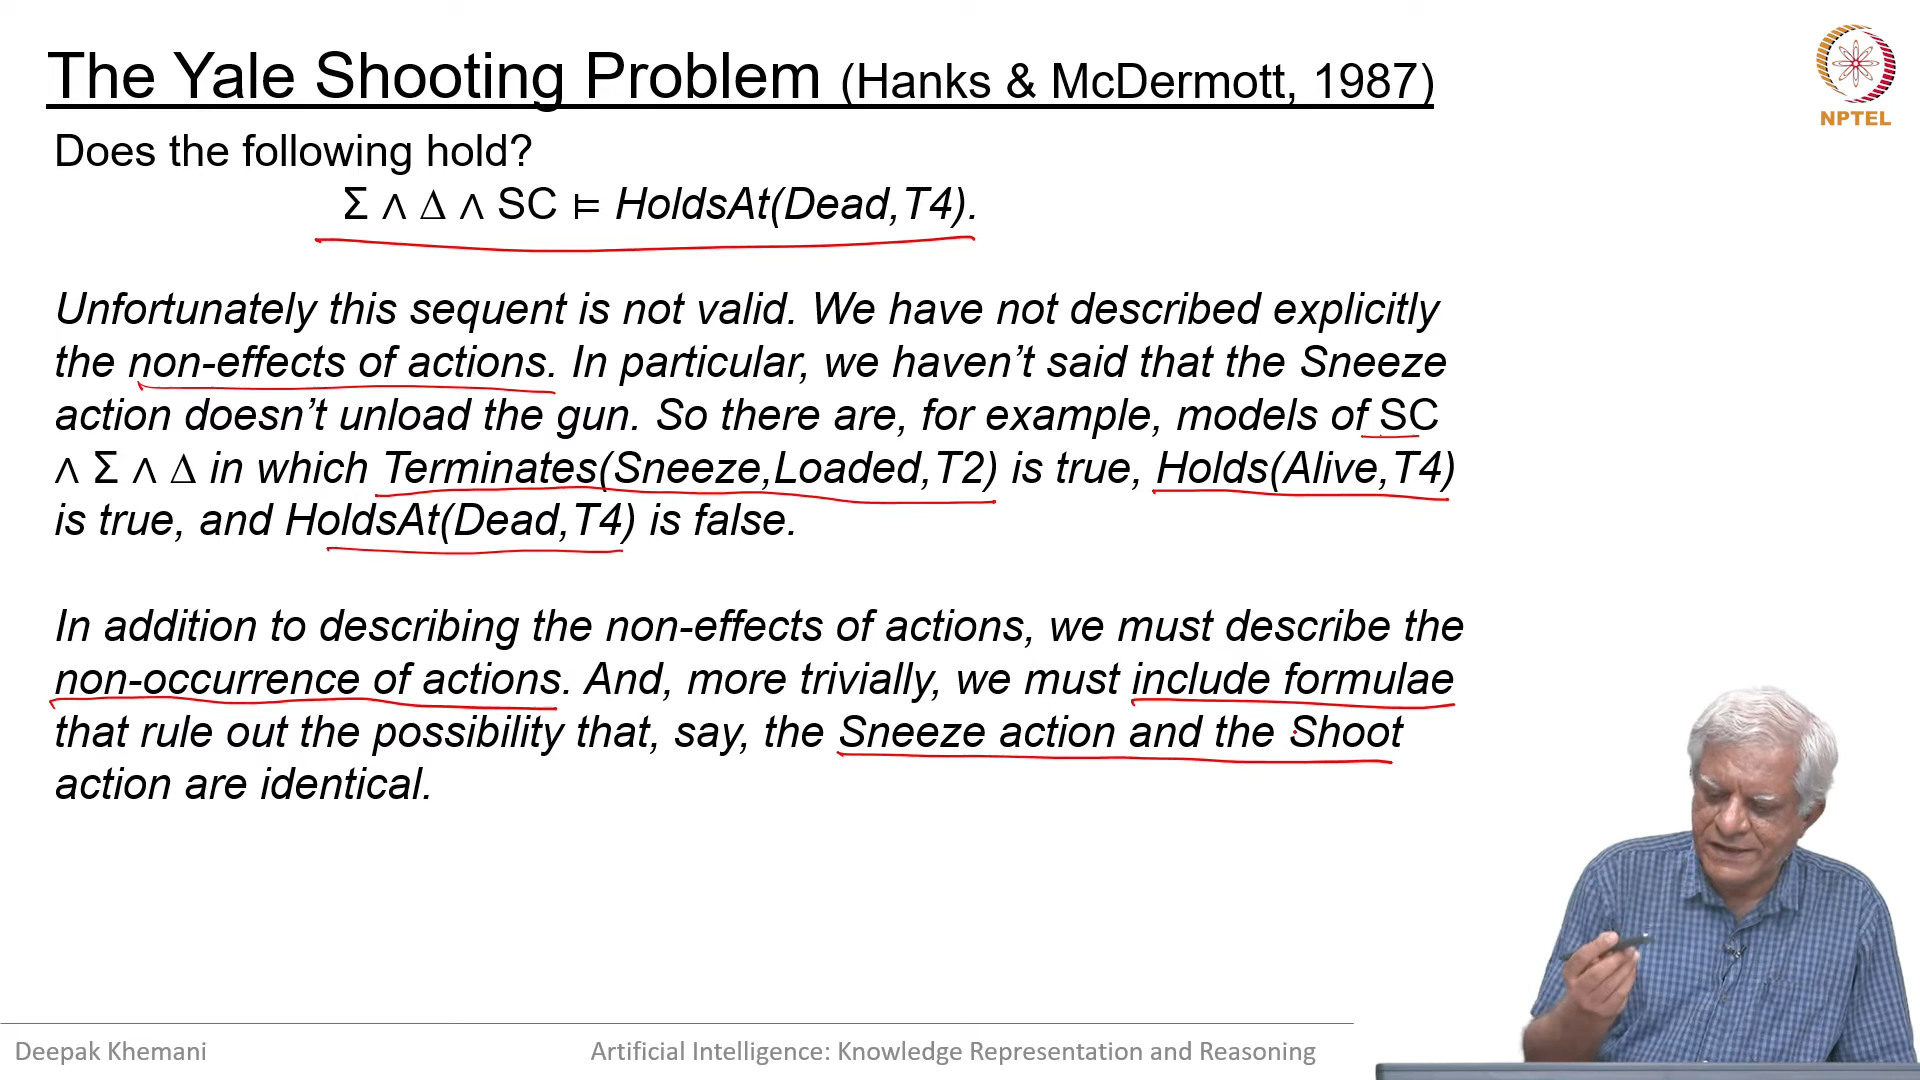 The Yale Shooting Problem (Hanks & McDermott, 1987)
NPTEL
Does the following hold?
Σ ∧ Δ ∧ SC ⊨ HoldsAt(Dead,T4).
Unfortunately this sequent is not valid. We have not described explicitly
the non-effects of actions. In particular, we haven’t said that the Sneeze
action doesn’t unload the gun. So there are, for example, models of SC
∧ Σ ∧ Δ in which Terminates(Sneeze,Loaded,T2) is true, Holds(Alive,T4)
is true, and HoldsAt(Dead,T4) is false.
In addition to describing the non-effects of actions, we must describe the
non-occurrence of actions. And, more trivially, we must include formulae
that rule out the possibility that, say, the Sneeze action and the Shoot
action are identical.
Deepak Khemani
Artificial Intelligence: Knowledge Representation and Reasoning